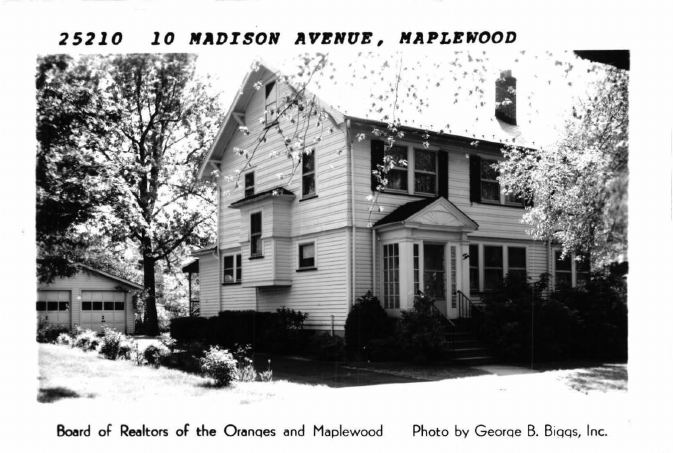 25210 10 MADISON AVENUE, MAPLEWOOD
Board of Realtors of the Oranges and Maplewood Photo by George B. Biggs, Inc.